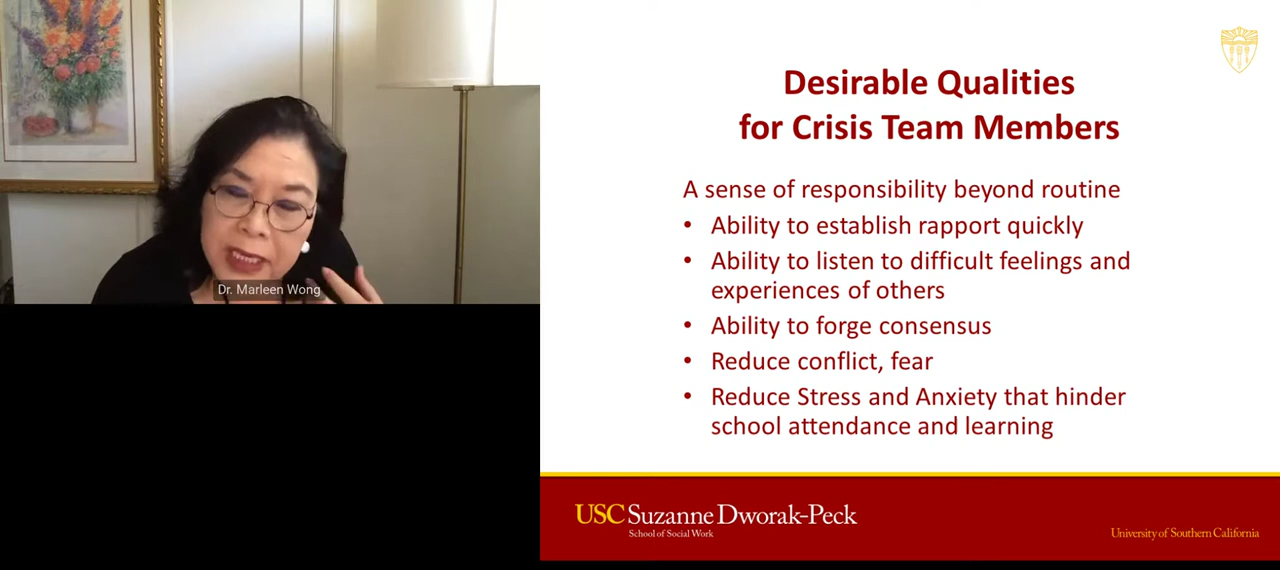 Dr. Marleen Wong
Desirable Qualities
for Crisis Team Members
A sense of responsibility beyond routine
• Ability to establish rapport quickly
• Ability to listen to difficult feelings and
experiences of others
• Ability to forge consensus
• Reduce conflict, fear
• Reduce Stress and Anxiety that hinder
school attendance and learning
USC Suzanne Dworak-Peck
School of Social Work
University of Southern California